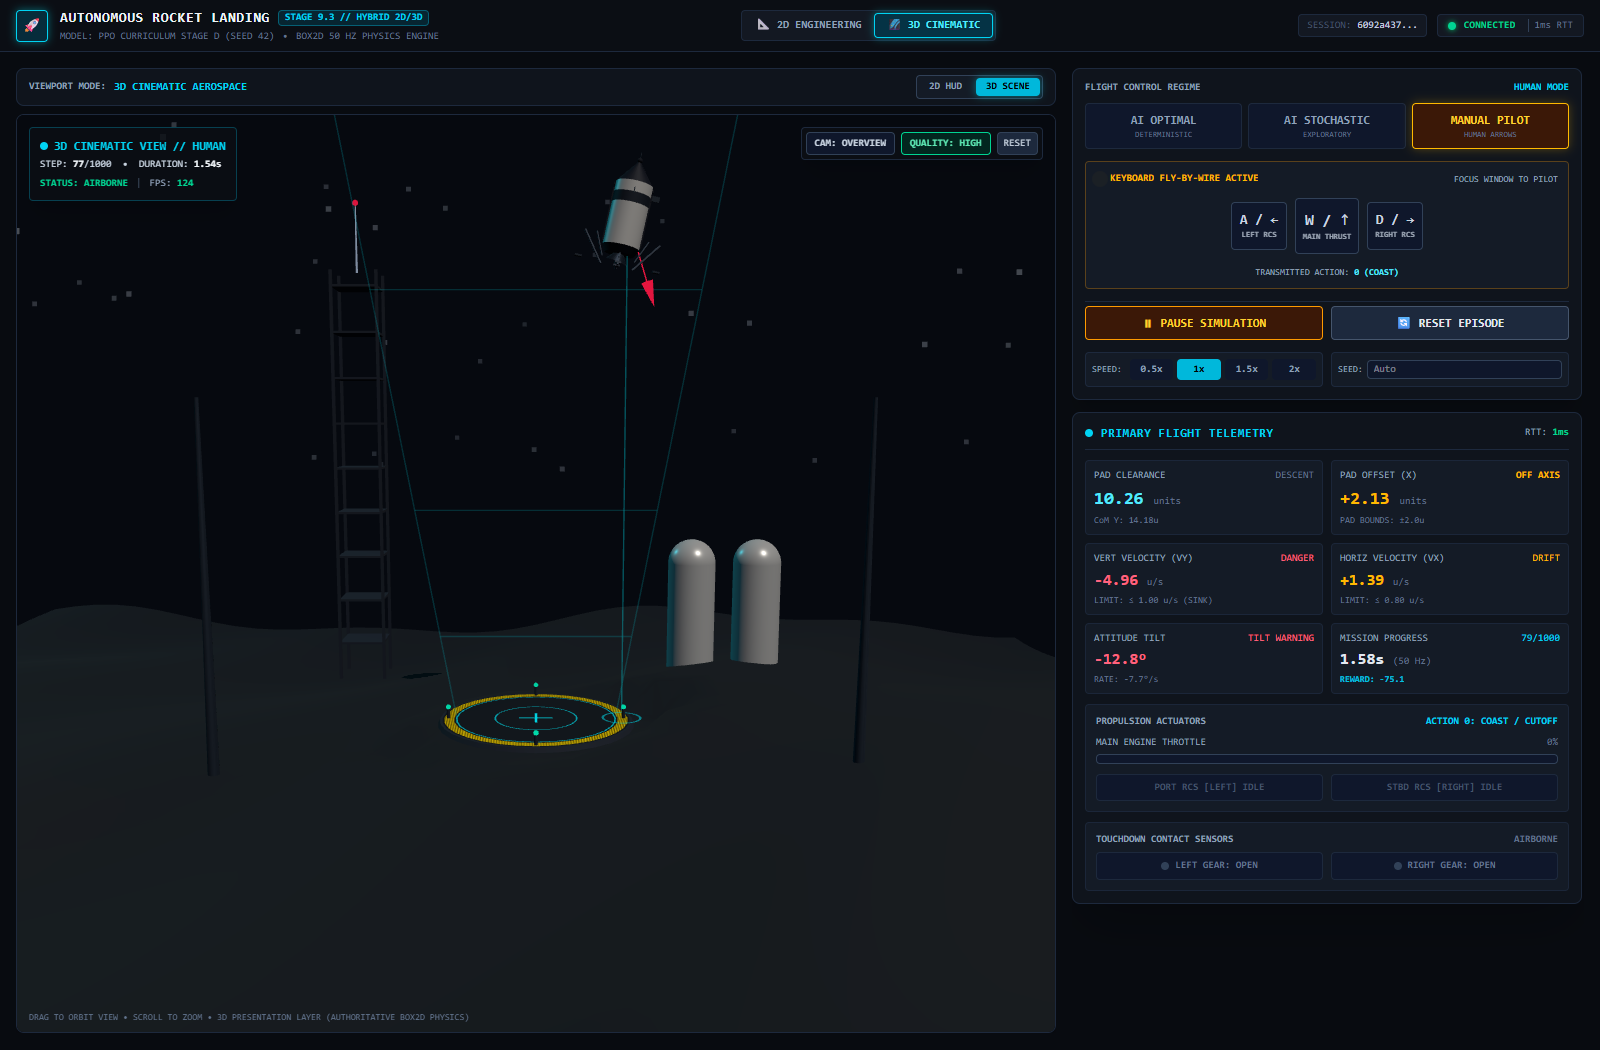 AUTONOMOUS ROCKET LANDING
STAGE 9.3 // HYBRID 2D/3D
MODEL: PPO CURRICULUM STAGE D (SEED 42) • BOX2D 50 HZ PHYSICS ENGINE
2D ENGINEERING
3D CINEMATIC
SESSION: 6092a437...
CONNECTED
1ms RTT
VIEWPORT MODE: 3D CINEMATIC AEROSPACE
2D HUD
3D SCENE
3D CINEMATIC VIEW // HUMAN
STEP: 77/1000 • DURATION: 1.54s
STATUS: AIRBORNE | FPS: 124
CAM: OVERVIEW
QUALITY: HIGH
RESET
DRAG TO ORBIT VIEW • SCROLL TO ZOOM • 3D PRESENTATION LAYER (AUTHORITATIVE BOX2D PHYSICS)
FLIGHT CONTROL REGIME
HUMAN MODE
AI OPTIMAL
DETERMINISTIC
AI STOCHASTIC
EXPLORATORY
MANUAL PILOT
HUMAN ARROWS
KEYBOARD FLY-BY-WIRE ACTIVE
FOCUS WINDOW TO PILOT
A / ←
LEFT RCS
W / ↑
MAIN THRUST
D / →
RIGHT RCS
TRANSMITTED ACTION: 0 (COAST)
PAUSE SIMULATION
RESET EPISODE
SPEED: 0.5x 1x 1.5x 2x
SEED: Auto
PRIMARY FLIGHT TELEMETRY
RTT: 1ms
PAD CLEARANCE
DESCENT
10.26 units
CoM Y: 14.18u
PAD OFFSET (X)
OFF AXIS
+2.13 units
PAD BOUNDS: ±2.0u
VERT VELOCITY (VY)
DANGER
-4.96 u/s
LIMIT: ≤ 1.00 u/s (SINK)
HORIZ VELOCITY (VX)
DRIFT
+1.39 u/s
LIMIT: ≤ 0.80 u/s
ATTITUDE TILT
TILT WARNING
-12.8°
RATE: -7.7°/s
MISSION PROGRESS
79/1000
1.58s (50 Hz)
REWARD: -75.1
PROPULSION ACTUATORS
ACTION 0: COAST / CUTOFF
MAIN ENGINE THROTTLE
0%
PORT RCS [LEFT] IDLE
STBD RCS [RIGHT] IDLE
TOUCHDOWN CONTACT SENSORS
AIRBORNE
LEFT GEAR: OPEN
RIGHT GEAR: OPEN